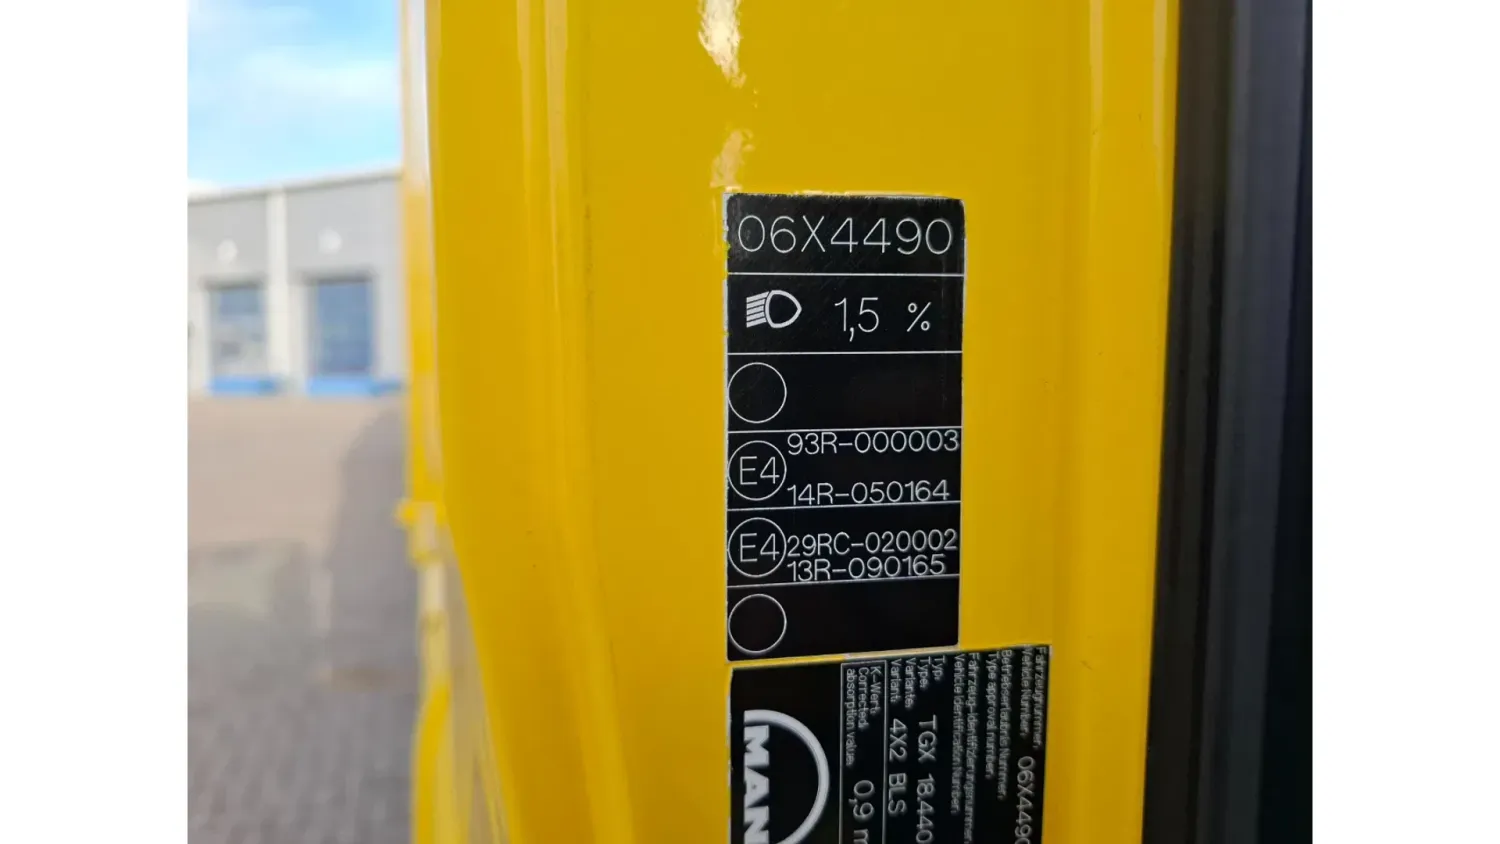 06X4490
1,5 %
93R-000003
E4
14R-050164
E4
29RC-020002
13R-090165
Fahrzeugnummer:
Vehicle Number:
06X4490
Betriebserlaubnis Nummer:
Type approval number:
Fahrzeug-Identifizierungsnummer:
Vehicle Identification Number:
Typ:
Type:
TGX 18.440
Variante:
Variant:
4X2 BLS
K-Wert:
Corrected
absorption value:
0,9
MAN